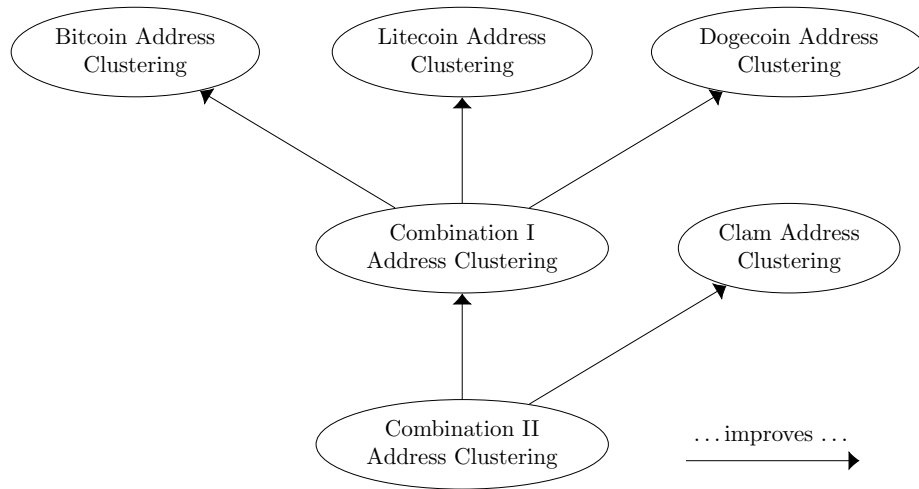 Bitcoin Address
Clustering
Litecoin Address
Clustering
Dogecoin Address
Clustering
Combination I
Address Clustering
Clam Address
Clustering
Combination II
Address Clustering
...improves ...